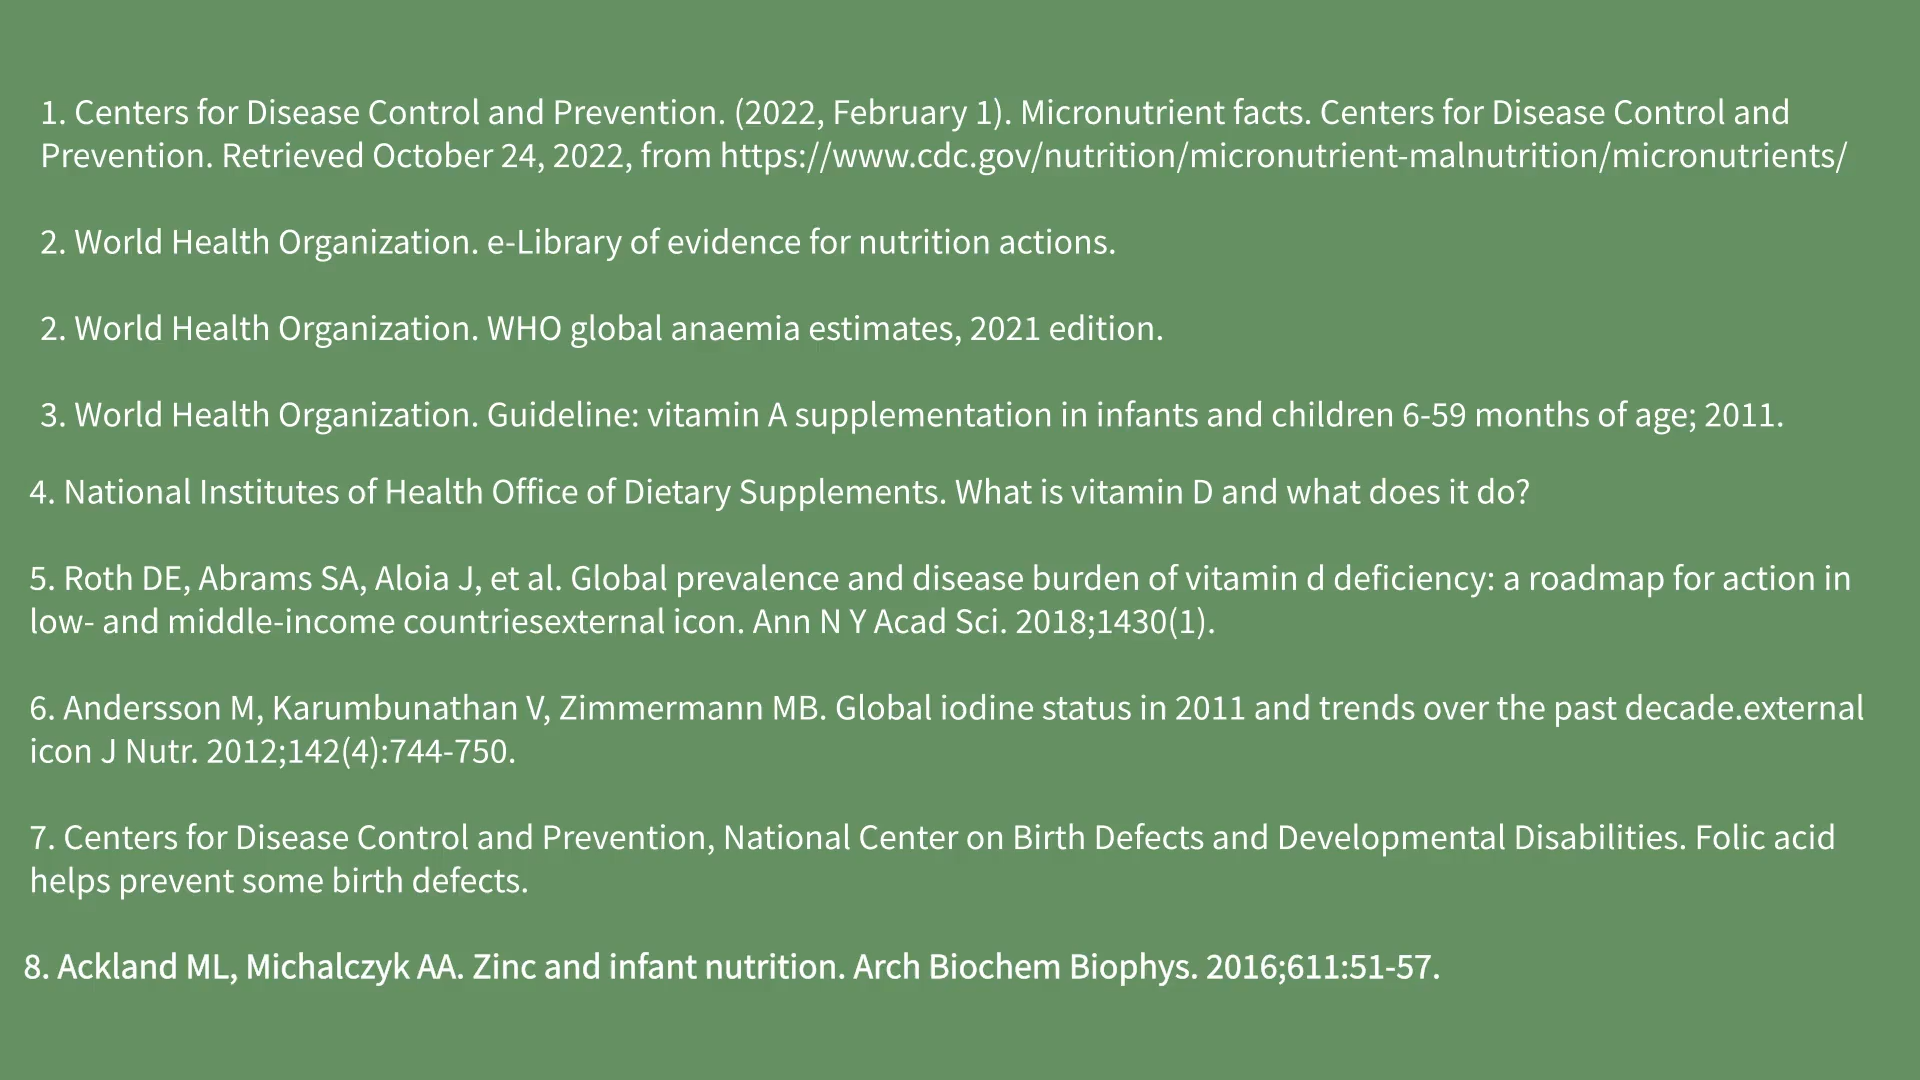 1. Centers for Disease Control and Prevention. (2022, February 1). Micronutrient facts. Centers for Disease Control and
Prevention. Retrieved October 24, 2022, from https://www.cdc.gov/nutrition/micronutrient-malnutrition/micronutrients/
2. World Health Organization. e-Library of evidence for nutrition actions.
2. World Health Organization. WHO global anaemia estimates, 2021 edition.
3. World Health Organization. Guideline: vitamin A supplementation in infants and children 6-59 months of age; 2011.
4. National Institutes of Health Office of Dietary Supplements. What is vitamin D and what does it do?
5. Roth DE, Abrams SA, Aloia J, et al. Global prevalence and disease burden of vitamin d deficiency: a roadmap for action in
low- and middle-income countriesexternal icon. Ann N Y Acad Sci. 2018;1430(1).
6. Andersson M, Karumbunathan V, Zimmermann MB. Global iodine status in 2011 and trends over the past decade.external
icon J Nutr. 2012;142(4):744-750.
7. Centers for Disease Control and Prevention, National Center on Birth Defects and Developmental Disabilities. Folic acid
helps prevent some birth defects.
8. Ackland ML, Michalczyk AA. Zinc and infant nutrition. Arch Biochem Biophys. 2016;611:51-57.